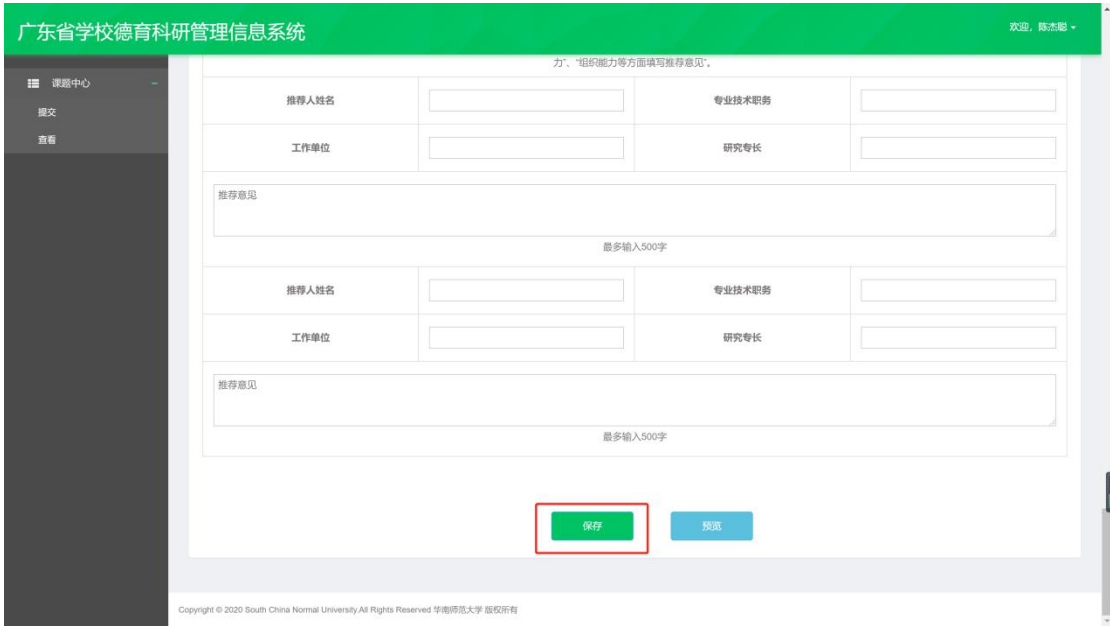 广东省学校德育科研管理信息系统
欢迎，陈杰聪
课题中心
提交
查看
力”、“组织能力等方面填写推荐意见”。
推荐人姓名
专业技术职务
工作单位
研究专长
推荐意见
最多输入500字
推荐人姓名
专业技术职务
工作单位
研究专长
推荐意见
最多输入500字
保存
预览
Copyright © 2020 South China Normal University.All Rights Reserved 华南师范大学 版权所有